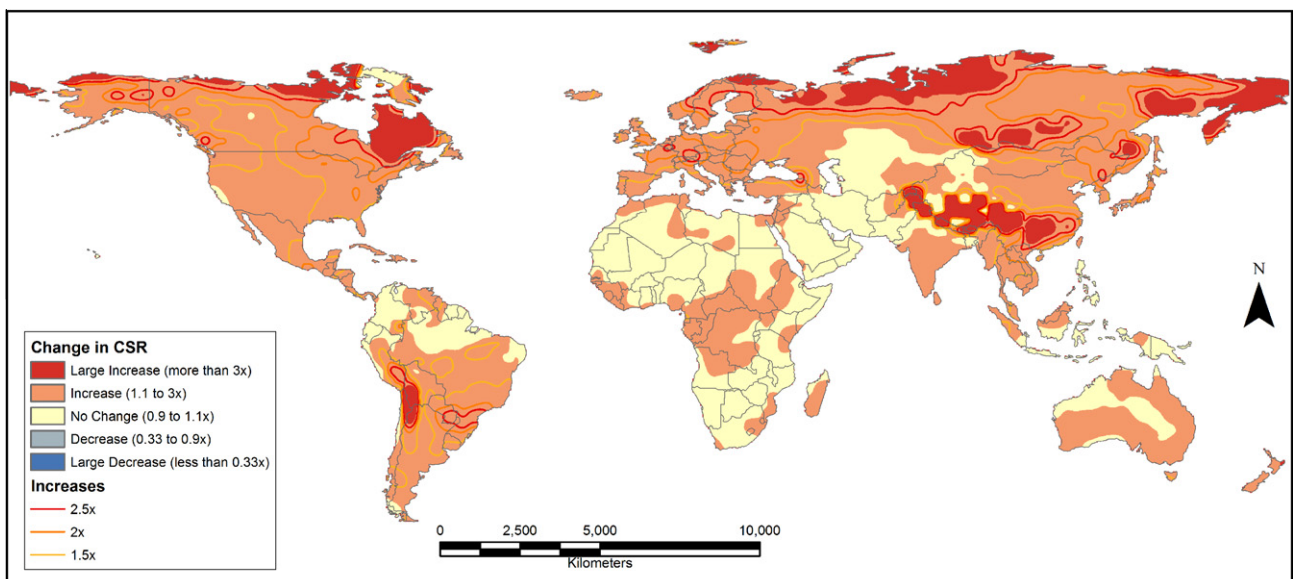 N
Change in CSR
Large Increase (more than 3x)
Increase (1.1 to 3x)
No Change (0.9 to 1.1x)
Decrease (0.33 to 0.9x)
Large Decrease (less than 0.33x)
Increases
2.5x
2x
1.5x
0 2,500 5,000 10,000
Kilometers